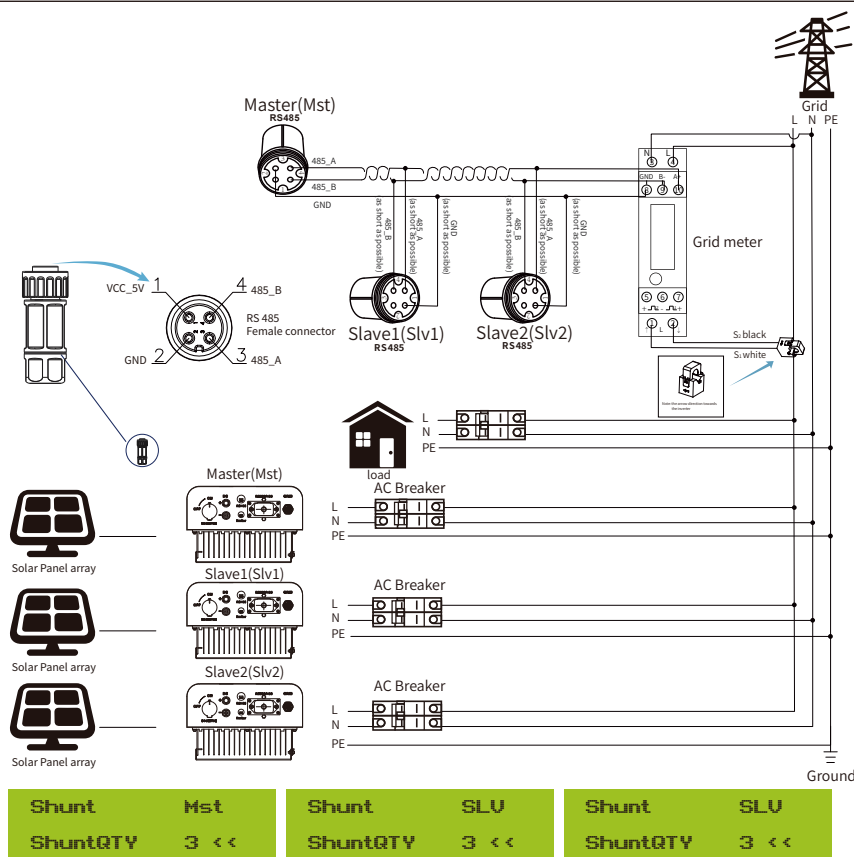 Grid
L N PE
Master(Mst)
RS485
485_A
485_B
GND
N L
3 4
GND B- A+
8 9 10
Grid meter
5 6 7
1 L 2
S₂ black
S₁ white
485_B
(as short as possible)
485_A
(as short as possible)
GND
(as short as possible)
485_B
(as short as possible)
485_A
(as short as possible)
GND
(as short as possible)
Slave1(Slv1)
RS485
Slave2(Slv2)
RS485
VCC_5V 1
4 485_B
RS 485
Female connector
GND 2
3 485_A
load
L
N
PE
Master(Mst)
AC Breaker
L
N
PE
Solar Panel array
Slave1(Slv1)
AC Breaker
L
N
PE
Solar Panel array
Slave2(Slv2)
AC Breaker
L
N
PE
Solar Panel array
Ground
Shunt Mst
ShuntQTY 3 <<
Shunt SLV
ShuntQTY 3 <<
Shunt SLV
ShuntQTY 3 <<